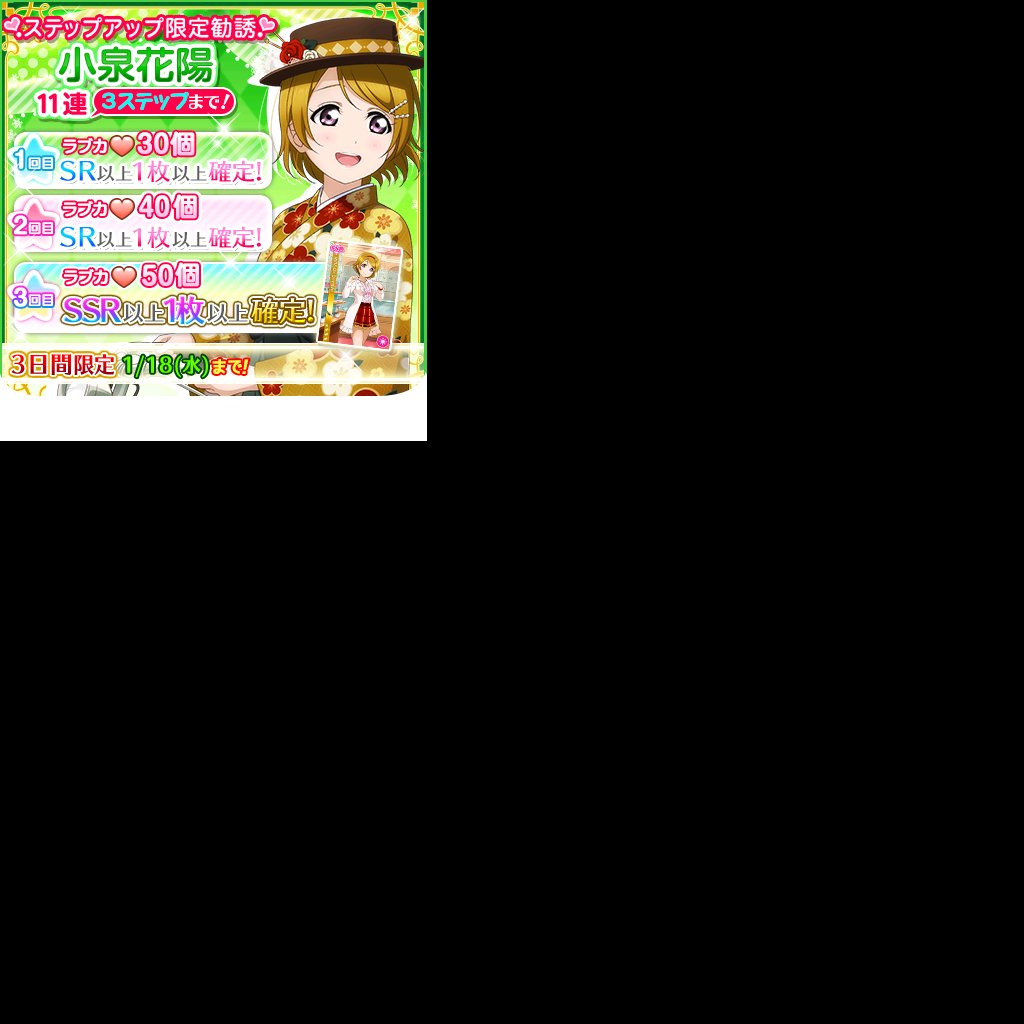 ステップアップ限定勧誘
小泉花陽
11連 3ステップまで!
1回目 ラブカ 30個
SR以上1枚以上確定!
2回目 ラブカ 40個
SR以上1枚以上確定!
3回目 ラブカ 50個
SSR以上1枚以上確定!
3日間限定 1/18(水)まで!